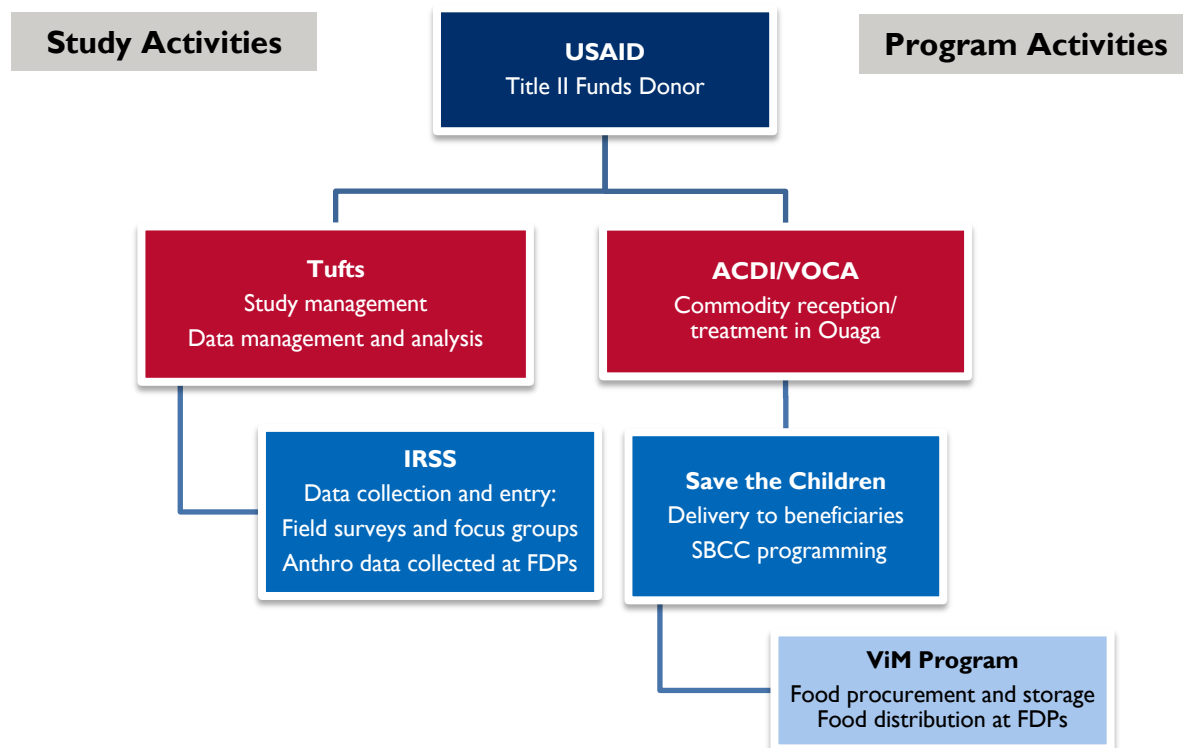 Study Activities
Program Activities
USAID
Title II Funds Donor
Tufts
Study management
Data management and analysis
ACDI/VOCA
Commodity reception/
treatment in Ouaga
IRSS
Data collection and entry:
Field surveys and focus groups
Anthro data collected at FDPs
Save the Children
Delivery to beneficiaries
SBCC programming
ViM Program
Food procurement and storage
Food distribution at FDPs